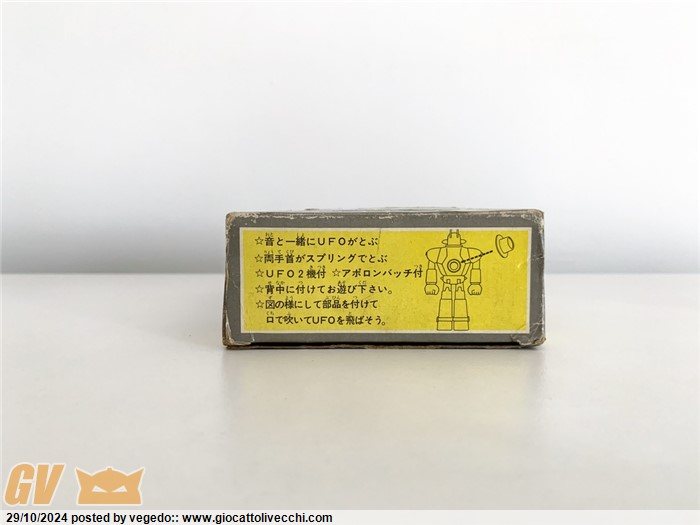 ☆音と一緒にUFOがとぶ
☆両手首がスプリングでとぶ
☆UFO2機付 ☆アポロンバッチ付
☆背中に付けてお遊び下さい。
☆図の様にして部品を付けて
口で吹いてUFOを飛ばそう。
GV
29/10/2024 posted by vegedo:: www.giocattolivecchi.com